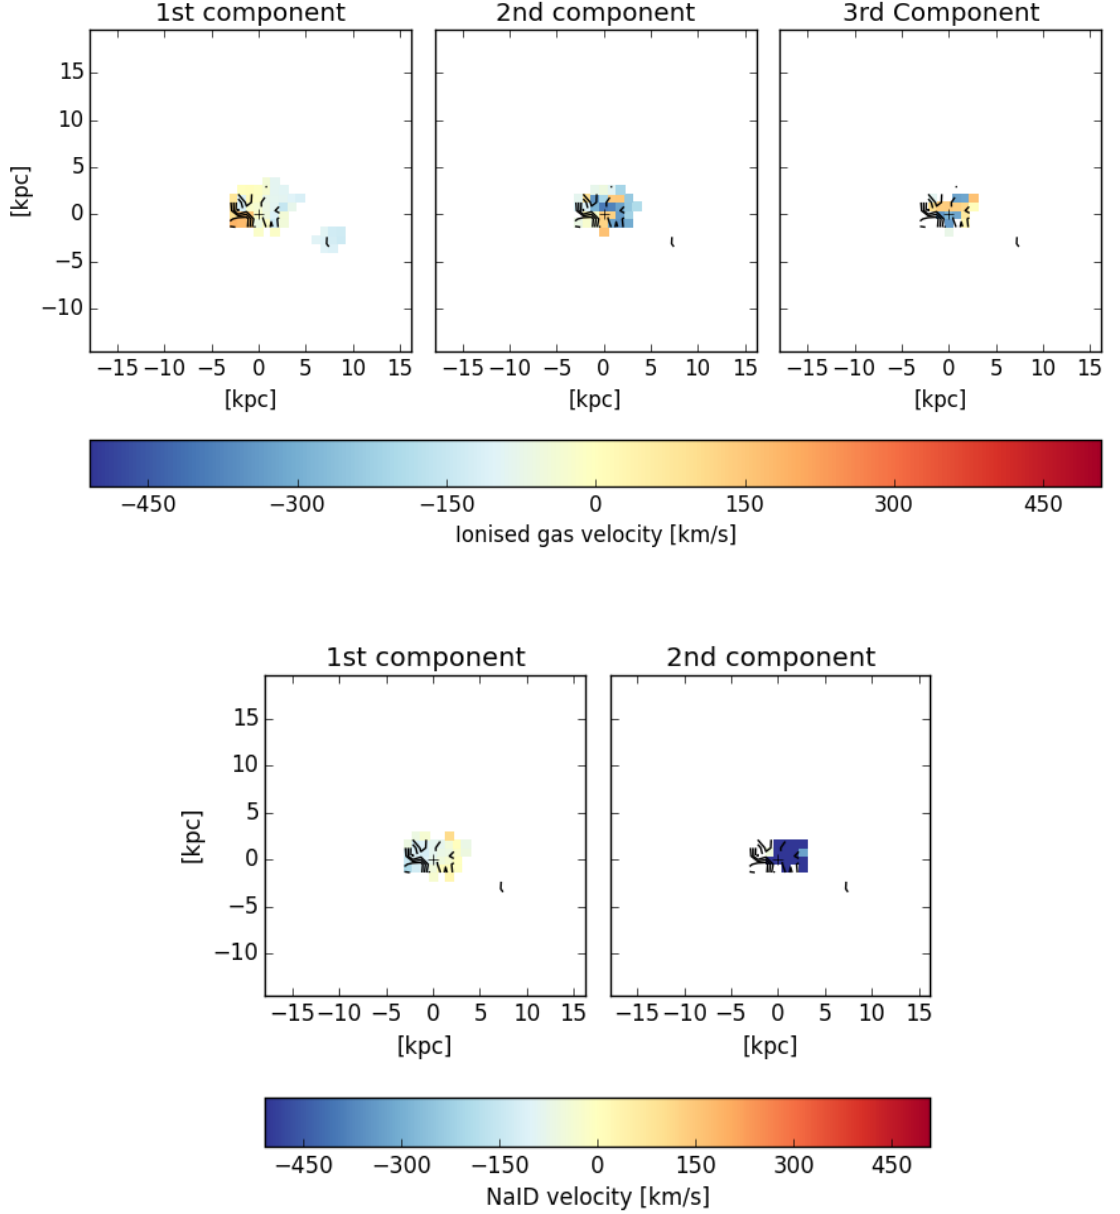 1st component 2nd component 3rd Component
15
10
5
0
−5
−10
[kpc]
−15 −10 −5 0 5 10 15 −15 −10 −5 0 5 10 15 −15 −10 −5 0 5 10 15
[kpc] [kpc] [kpc]
−450 −300 −150 0 150 300 450
Ionised gas velocity [km/s]
1st component 2nd component
15
10
5
0
−5
−10
[kpc]
−15 −10 −5 0 5 10 15 −15 −10 −5 0 5 10 15
[kpc] [kpc]
−450 −300 −150 0 150 300 450
NaID velocity [km/s]